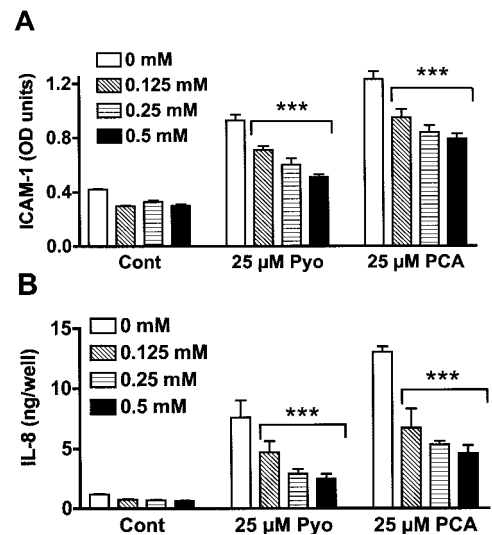 A
0 mM
0.125 mM
0.25 mM
0.5 mM
***
***
ICAM-1 (OD units)
1.2
0.8
0.4
0.0
Cont
25 µM Pyo
25 µM PCA
B
0 mM
0.125 mM
0.25 mM
0.5 mM
***
***
IL-8 (ng/well)
15
10
5
0
Cont
25 µM Pyo
25 µM PCA